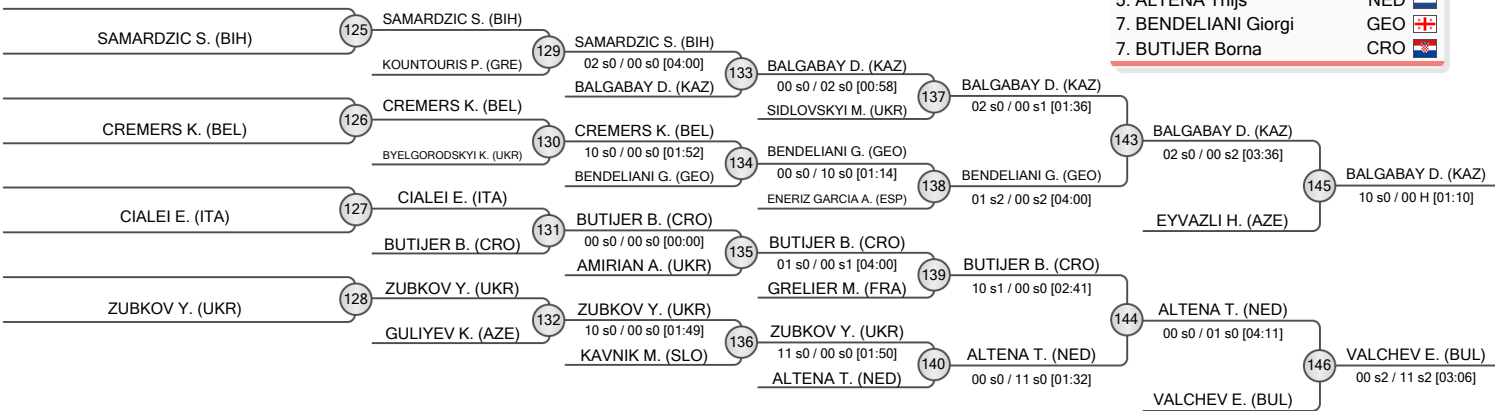 5. ALTENA Thijs NED
7. BENDELIANI Giorgi GEO
7. BUTIJER Borna CRO
SAMARDZIC S. (BIH)
125
CREMERS K. (BEL)
126
CIALEI E. (ITA)
127
ZUBKOV Y. (UKR)
128
SAMARDZIC S. (BIH)
KOUNTOURIS P. (GRE)
129
CREMERS K. (BEL)
BYELGORODSKYI K. (UKR)
130
CIALEI E. (ITA)
BUTIJER B. (CRO)
131
ZUBKOV Y. (UKR)
GULIYEV K. (AZE)
132
SAMARDZIC S. (BIH)
02 s0 / 00 s0 [04:00]
BALGABAY D. (KAZ)
133
CREMERS K. (BEL)
10 s0 / 00 s0 [01:52]
BENDELIANI G. (GEO)
134
BUTIJER B. (CRO)
00 s0 / 00 s0 [00:00]
AMIRIAN A. (UKR)
135
ZUBKOV Y. (UKR)
10 s0 / 00 s0 [01:49]
KAVNIK M. (SLO)
136
BALGABAY D. (KAZ)
00 s0 / 02 s0 [00:58]
SIDLOVSKYI M. (UKR)
137
BENDELIANI G. (GEO)
00 s0 / 10 s0 [01:14]
ENERIZ GARCIA A. (ESP)
138
BUTIJER B. (CRO)
01 s0 / 00 s1 [04:00]
GRELIER M. (FRA)
139
ZUBKOV Y. (UKR)
11 s0 / 00 s0 [01:50]
ALTENA T. (NED)
140
BALGABAY D. (KAZ)
02 s0 / 00 s1 [01:36]
143
BENDELIANI G. (GEO)
01 s2 / 00 s2 [04:00]
BUTIJER B. (CRO)
10 s1 / 00 s0 [02:41]
144
ALTENA T. (NED)
00 s0 / 11 s0 [01:32]
BALGABAY D. (KAZ)
02 s0 / 00 s2 [03:36]
145
EYVAZLI H. (AZE)
ALTENA T. (NED)
00 s0 / 01 s0 [04:11]
146
VALCHEV E. (BUL)
BALGABAY D. (KAZ)
10 s0 / 00 H [01:10]
VALCHEV E. (BUL)
00 s2 / 11 s2 [03:06]